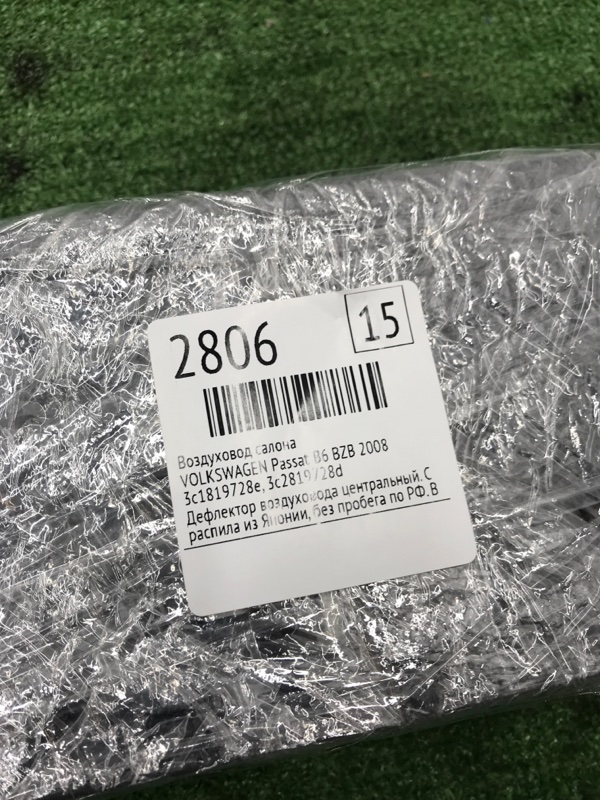 2806
15
Воздуховод салона
VOLKSWAGEN Passat B6 BZB 2008
3c1819728e, 3c2819728d
Дефлектор воздуховода центральный. С
распила из Японии, без пробега по РФ. В